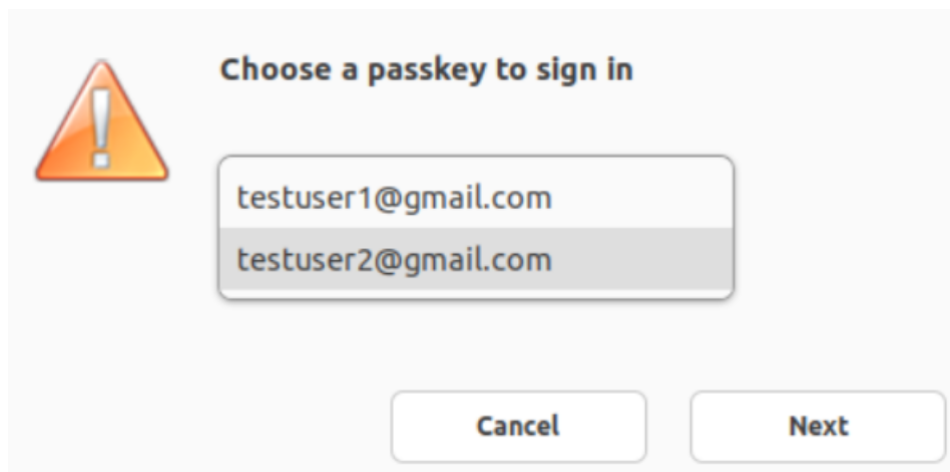 Choose a passkey to sign in
testuser1@gmail.com
testuser2@gmail.com
Cancel
Next